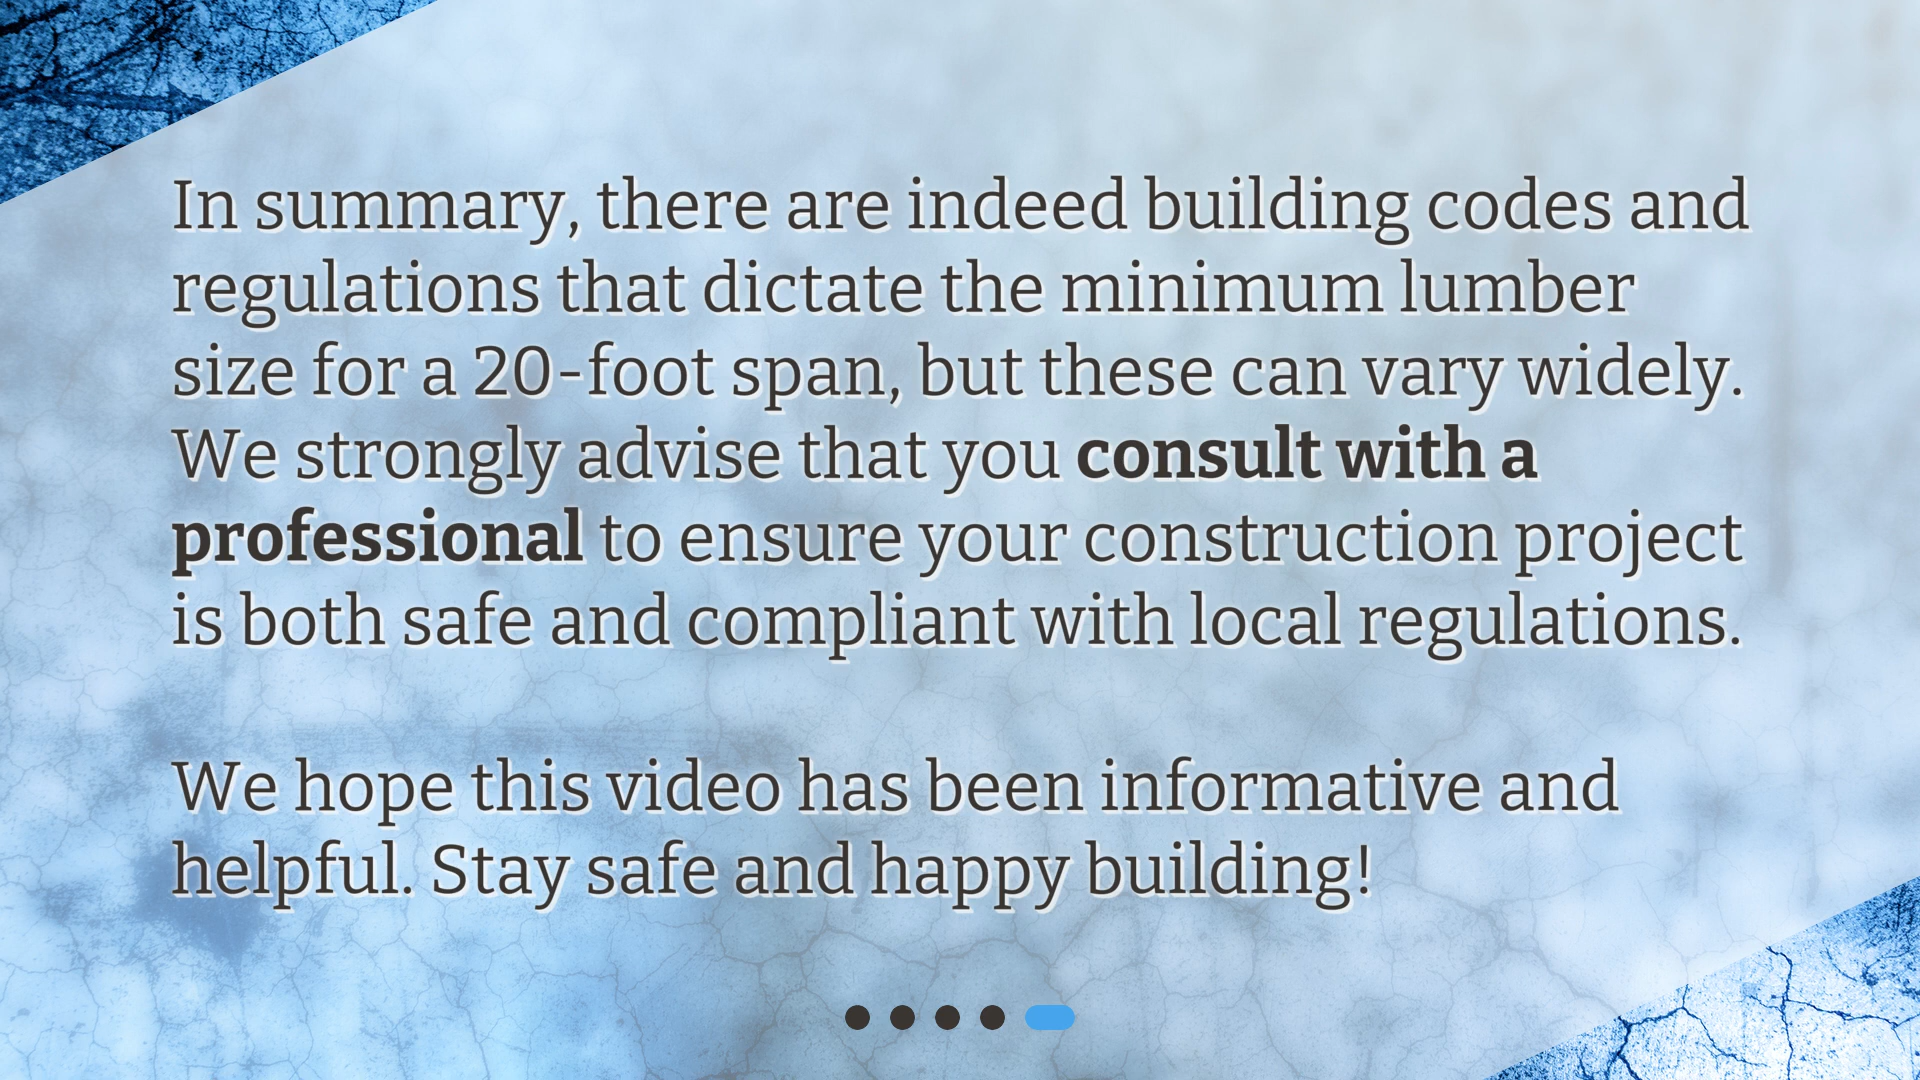 In summary, there are indeed building codes and
regulations that dictate the minimum lumber
size for a 20-foot span, but these can vary widely.
We strongly advise that you consult with a
professional to ensure your construction project
is both safe and compliant with local regulations.
We hope this video has been informative and
helpful. Stay safe and happy building!